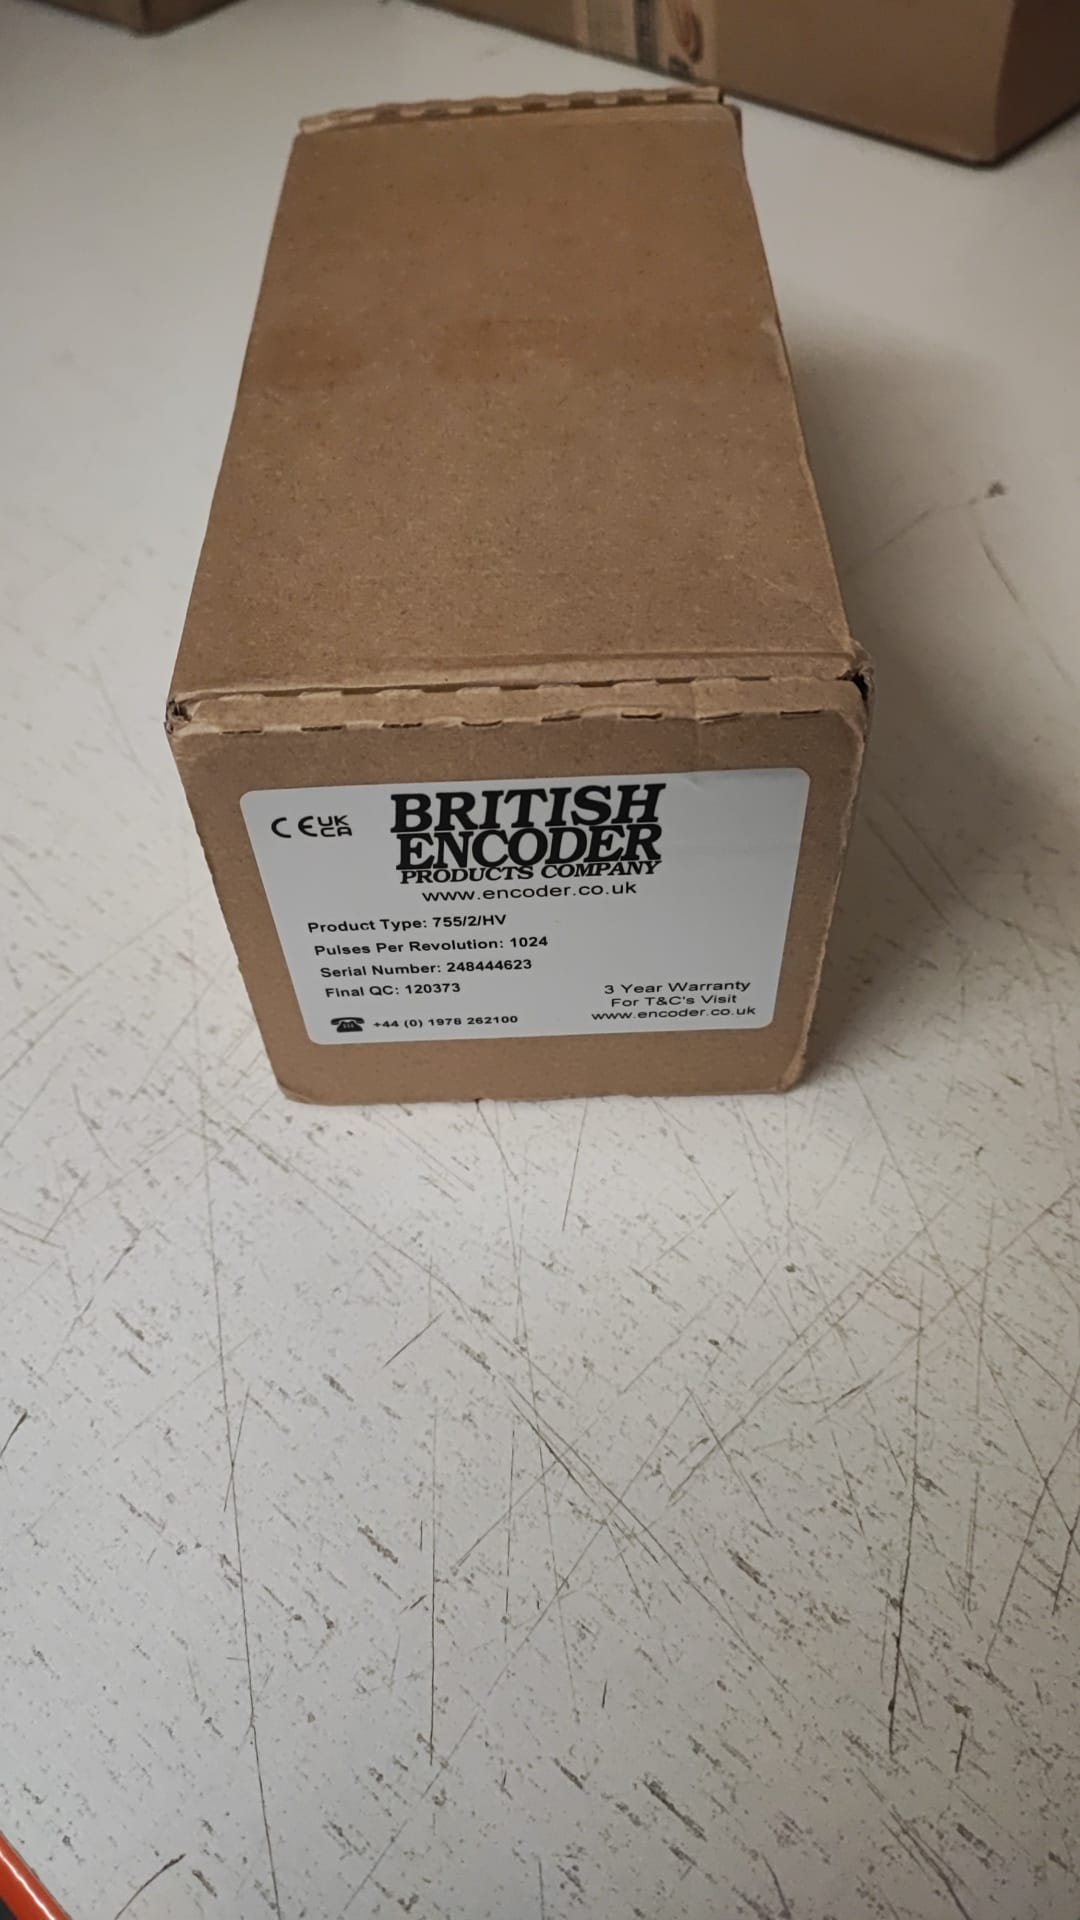 CE UK
CA
BRITISH
ENCODER
PRODUCTS COMPANY
www.encoder.co.uk
Product Type: 755/2/HV
Pulses Per Revolution: 1024
Serial Number: 248444623
Final QC: 120373
+44 (0) 1978 262100
3 Year Warranty
For T&C's Visit
www.encoder.co.uk